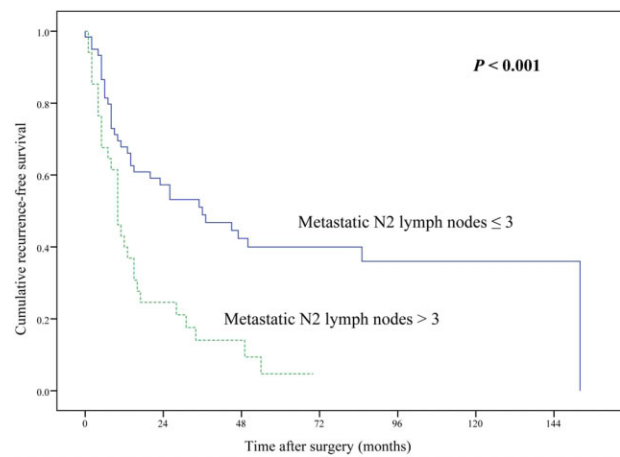 1.0
P < 0.001
0.8
0.6
Metastatic N2 lymph nodes ≤ 3
0.4
Metastatic N2 lymph nodes > 3
0.2
0.0
Cumulative recurrence-free survival
0 24 48 72 96 120 144
Time after surgery (months)